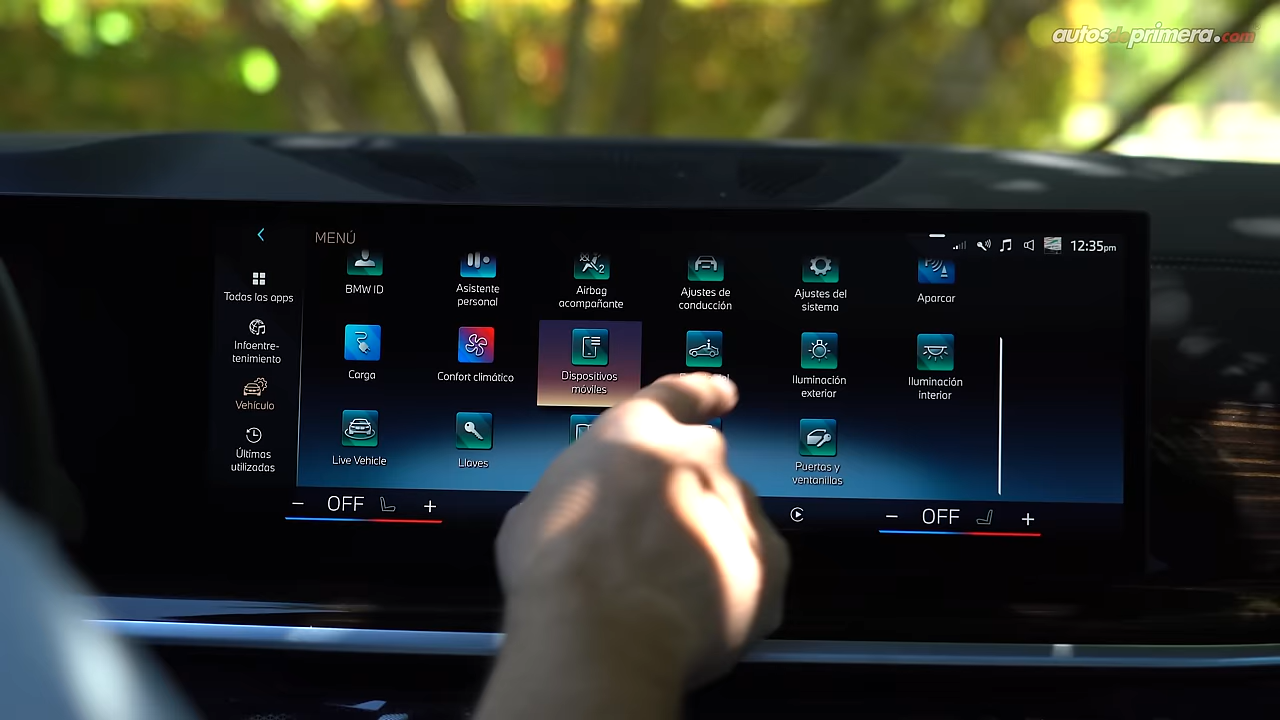 autosdeprimera.com
MENÚ
12:35pm
Todas las apps
Infoentre-
tenimiento
Vehículo
Últimas
utilizadas
BMW ID
Asistente
personal
2
Airbag
acompañante
Ajustes de
conducción
Ajustes del
sistema
Aparcar
Carga
Confort climático
Dispositivos
móviles
Iluminación
exterior
Iluminación
interior
Live Vehicle
Llaves
Puertas y
ventanillas
− OFF +
− OFF +